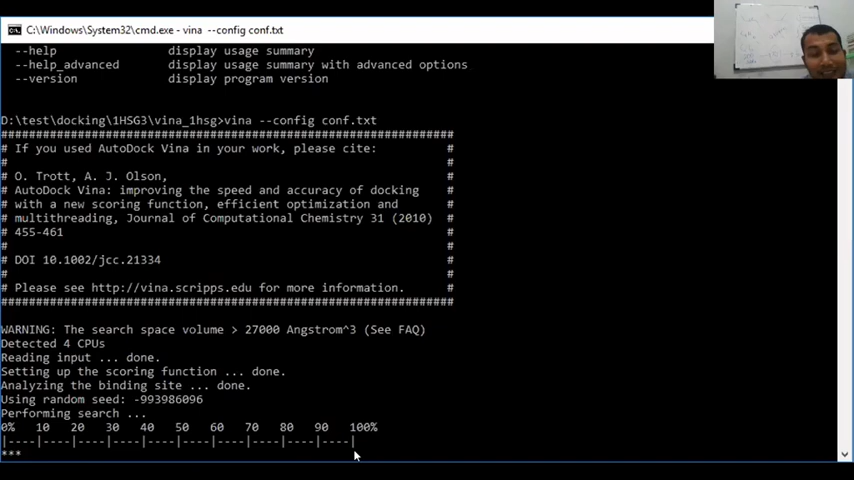 C:\Windows\System32\cmd.exe - vina --config conf.txt
--help display usage summary
--help_advanced display usage summary with advanced options
--version display program version
D:\test\docking\1HSG3\vina_1hsg>vina --config conf.txt
#################################################################
# If you used AutoDock Vina in your work, please cite: #
# #
# O. Trott, A. J. Olson, #
# AutoDock Vina: improving the speed and accuracy of docking #
# with a new scoring function, efficient optimization and #
# multithreading, Journal of Computational Chemistry 31 (2010) #
# 455-461 #
# #
# DOI 10.1002/jcc.21334 #
# #
# Please see http://vina.scripps.edu for more information. #
#################################################################
WARNING: The search space volume > 27000 Angstrom^3 (See FAQ)
Detected 4 CPUs
Reading input ... done.
Setting up the scoring function ... done.
Analyzing the binding site ... done.
Using random seed: -993986096
Performing search ...
0% 10 20 30 40 50 60 70 80 90 100%
|----|----|----|----|----|----|----|----|----|----|
***